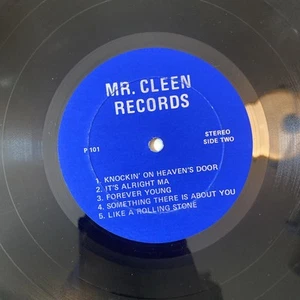 MR. CLEEN
RECORDS
P 101
STEREO
SIDE TWO
1. KNOCKIN' ON HEAVEN'S DOOR
2. IT'S ALRIGHT MA
3. FOREVER YOUNG
4. SOMETHING THERE IS ABOUT YOU
5. LIKE A ROLLING STONE